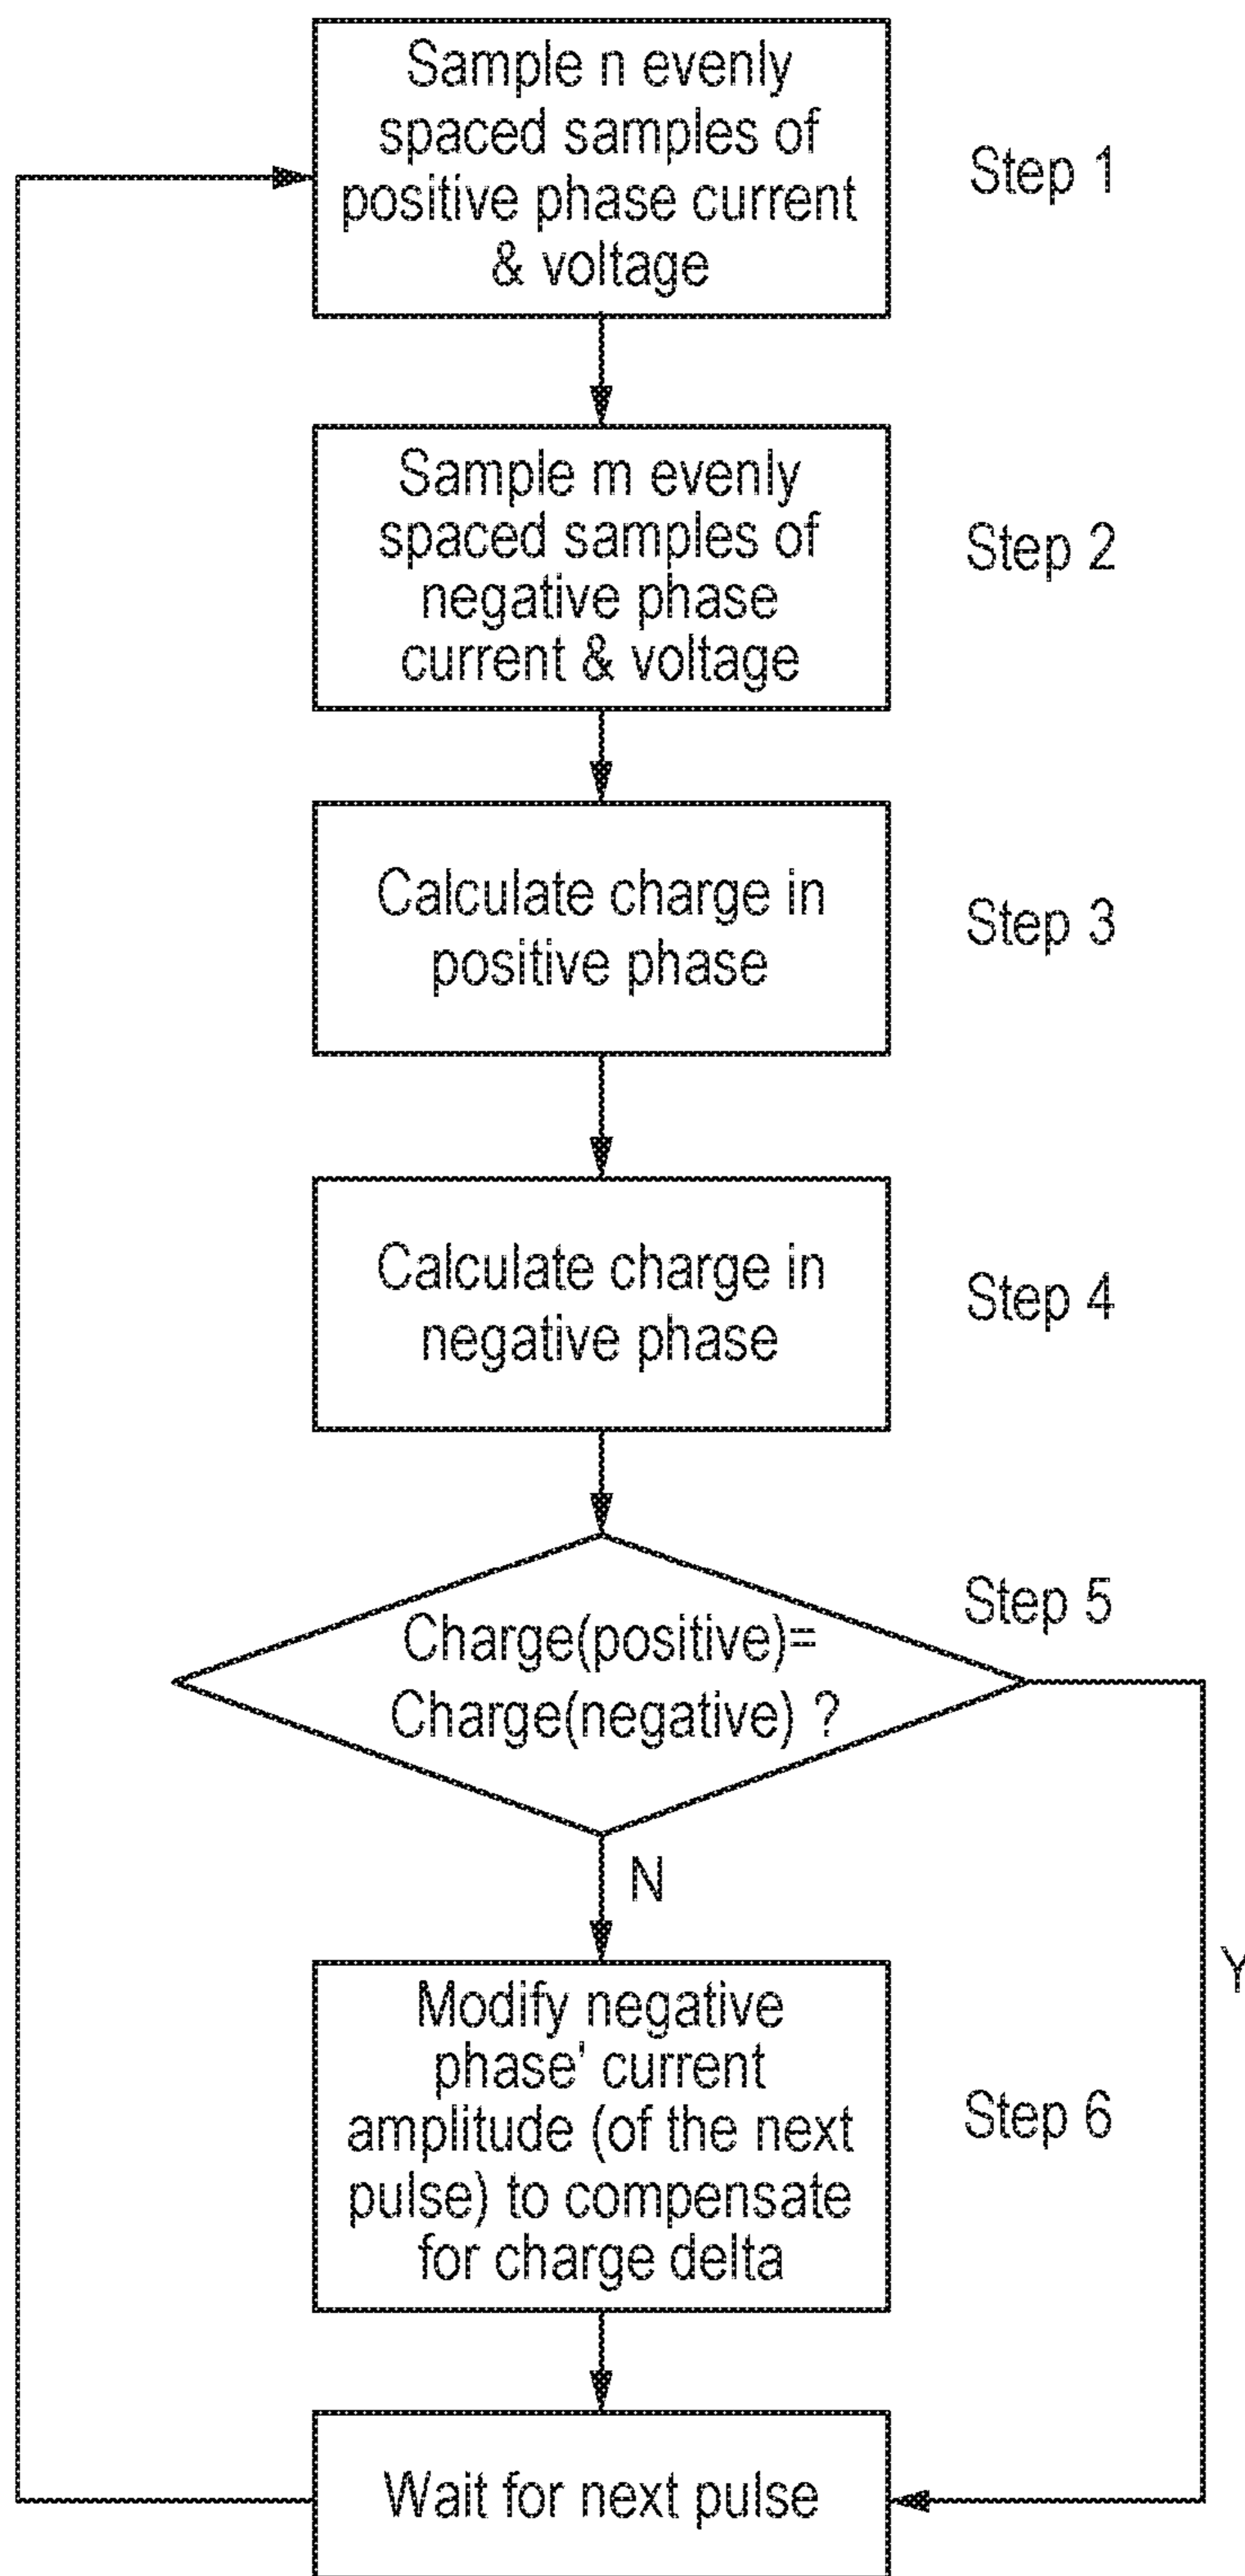 Sample n evenly
spaced samples of
positive phase current
& voltage
Step 1
Sample m evenly
spaced samples of
negative phase
current & voltage
Step 2
Calculate charge in
positive phase
Step 3
Calculate charge in
negative phase
Step 4
Charge(positive)=
Charge(negative) ?
Step 5
N
Y
Modify negative
phase' current
amplitude (of the next
pulse) to compensate
for charge delta
Step 6
Wait for next pulse